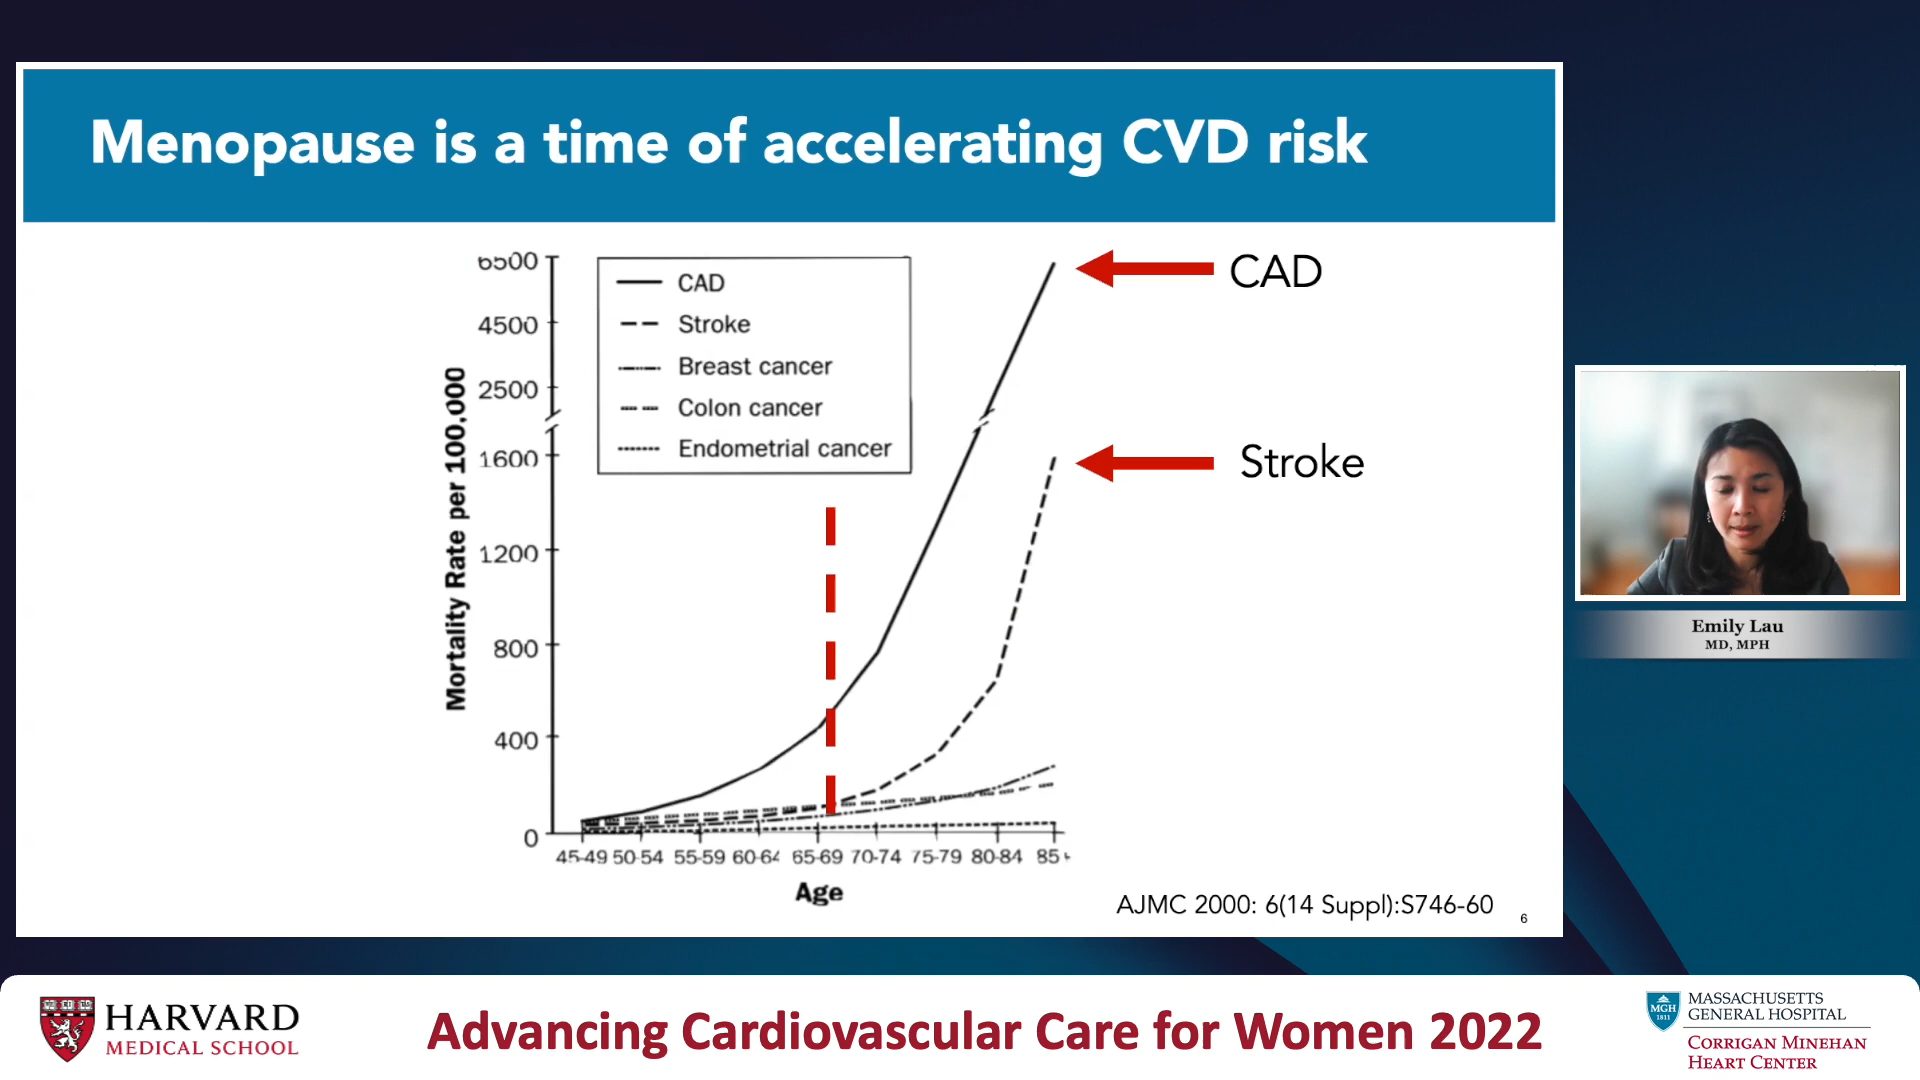 Menopause is a time of accelerating CVD risk
6500
4500
2500
1600
1200
800
400
0
Mortality Rate per 100,000
CAD
Stroke
Breast cancer
Colon cancer
Endometrial cancer
CAD
Stroke
45-49 50-54 55-59 60-64 65-69 70-74 75-79 80-84 85+
Age
AJMC 2000: 6(14 Suppl):S746-60
6
Emily Lau
MD, MPH
HARVARD
MEDICAL SCHOOL
Advancing Cardiovascular Care for Women 2022
MGH
1811
MASSACHUSETTS
GENERAL HOSPITAL
CORRIGAN MINEHAN
HEART CENTER